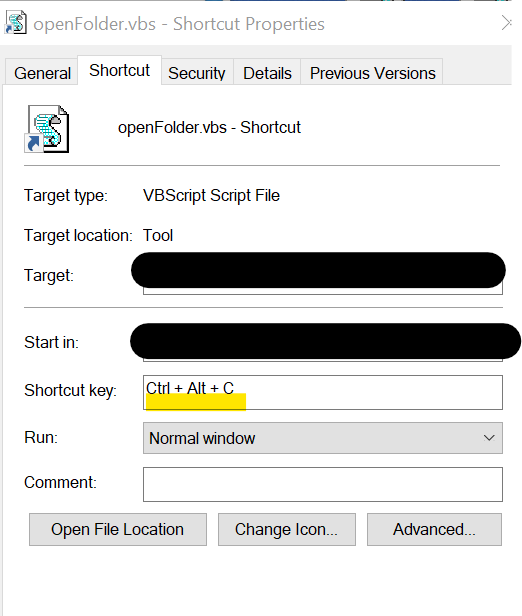 openFolder.vbs - Shortcut Properties
General Shortcut Security Details Previous Versions
openFolder.vbs - Shortcut
Target type: VBScript Script File
Target location: Tool
Target:
Start in:
Shortcut key: Ctrl + Alt + C
Run: Normal window
Comment:
Open File Location Change Icon... Advanced...